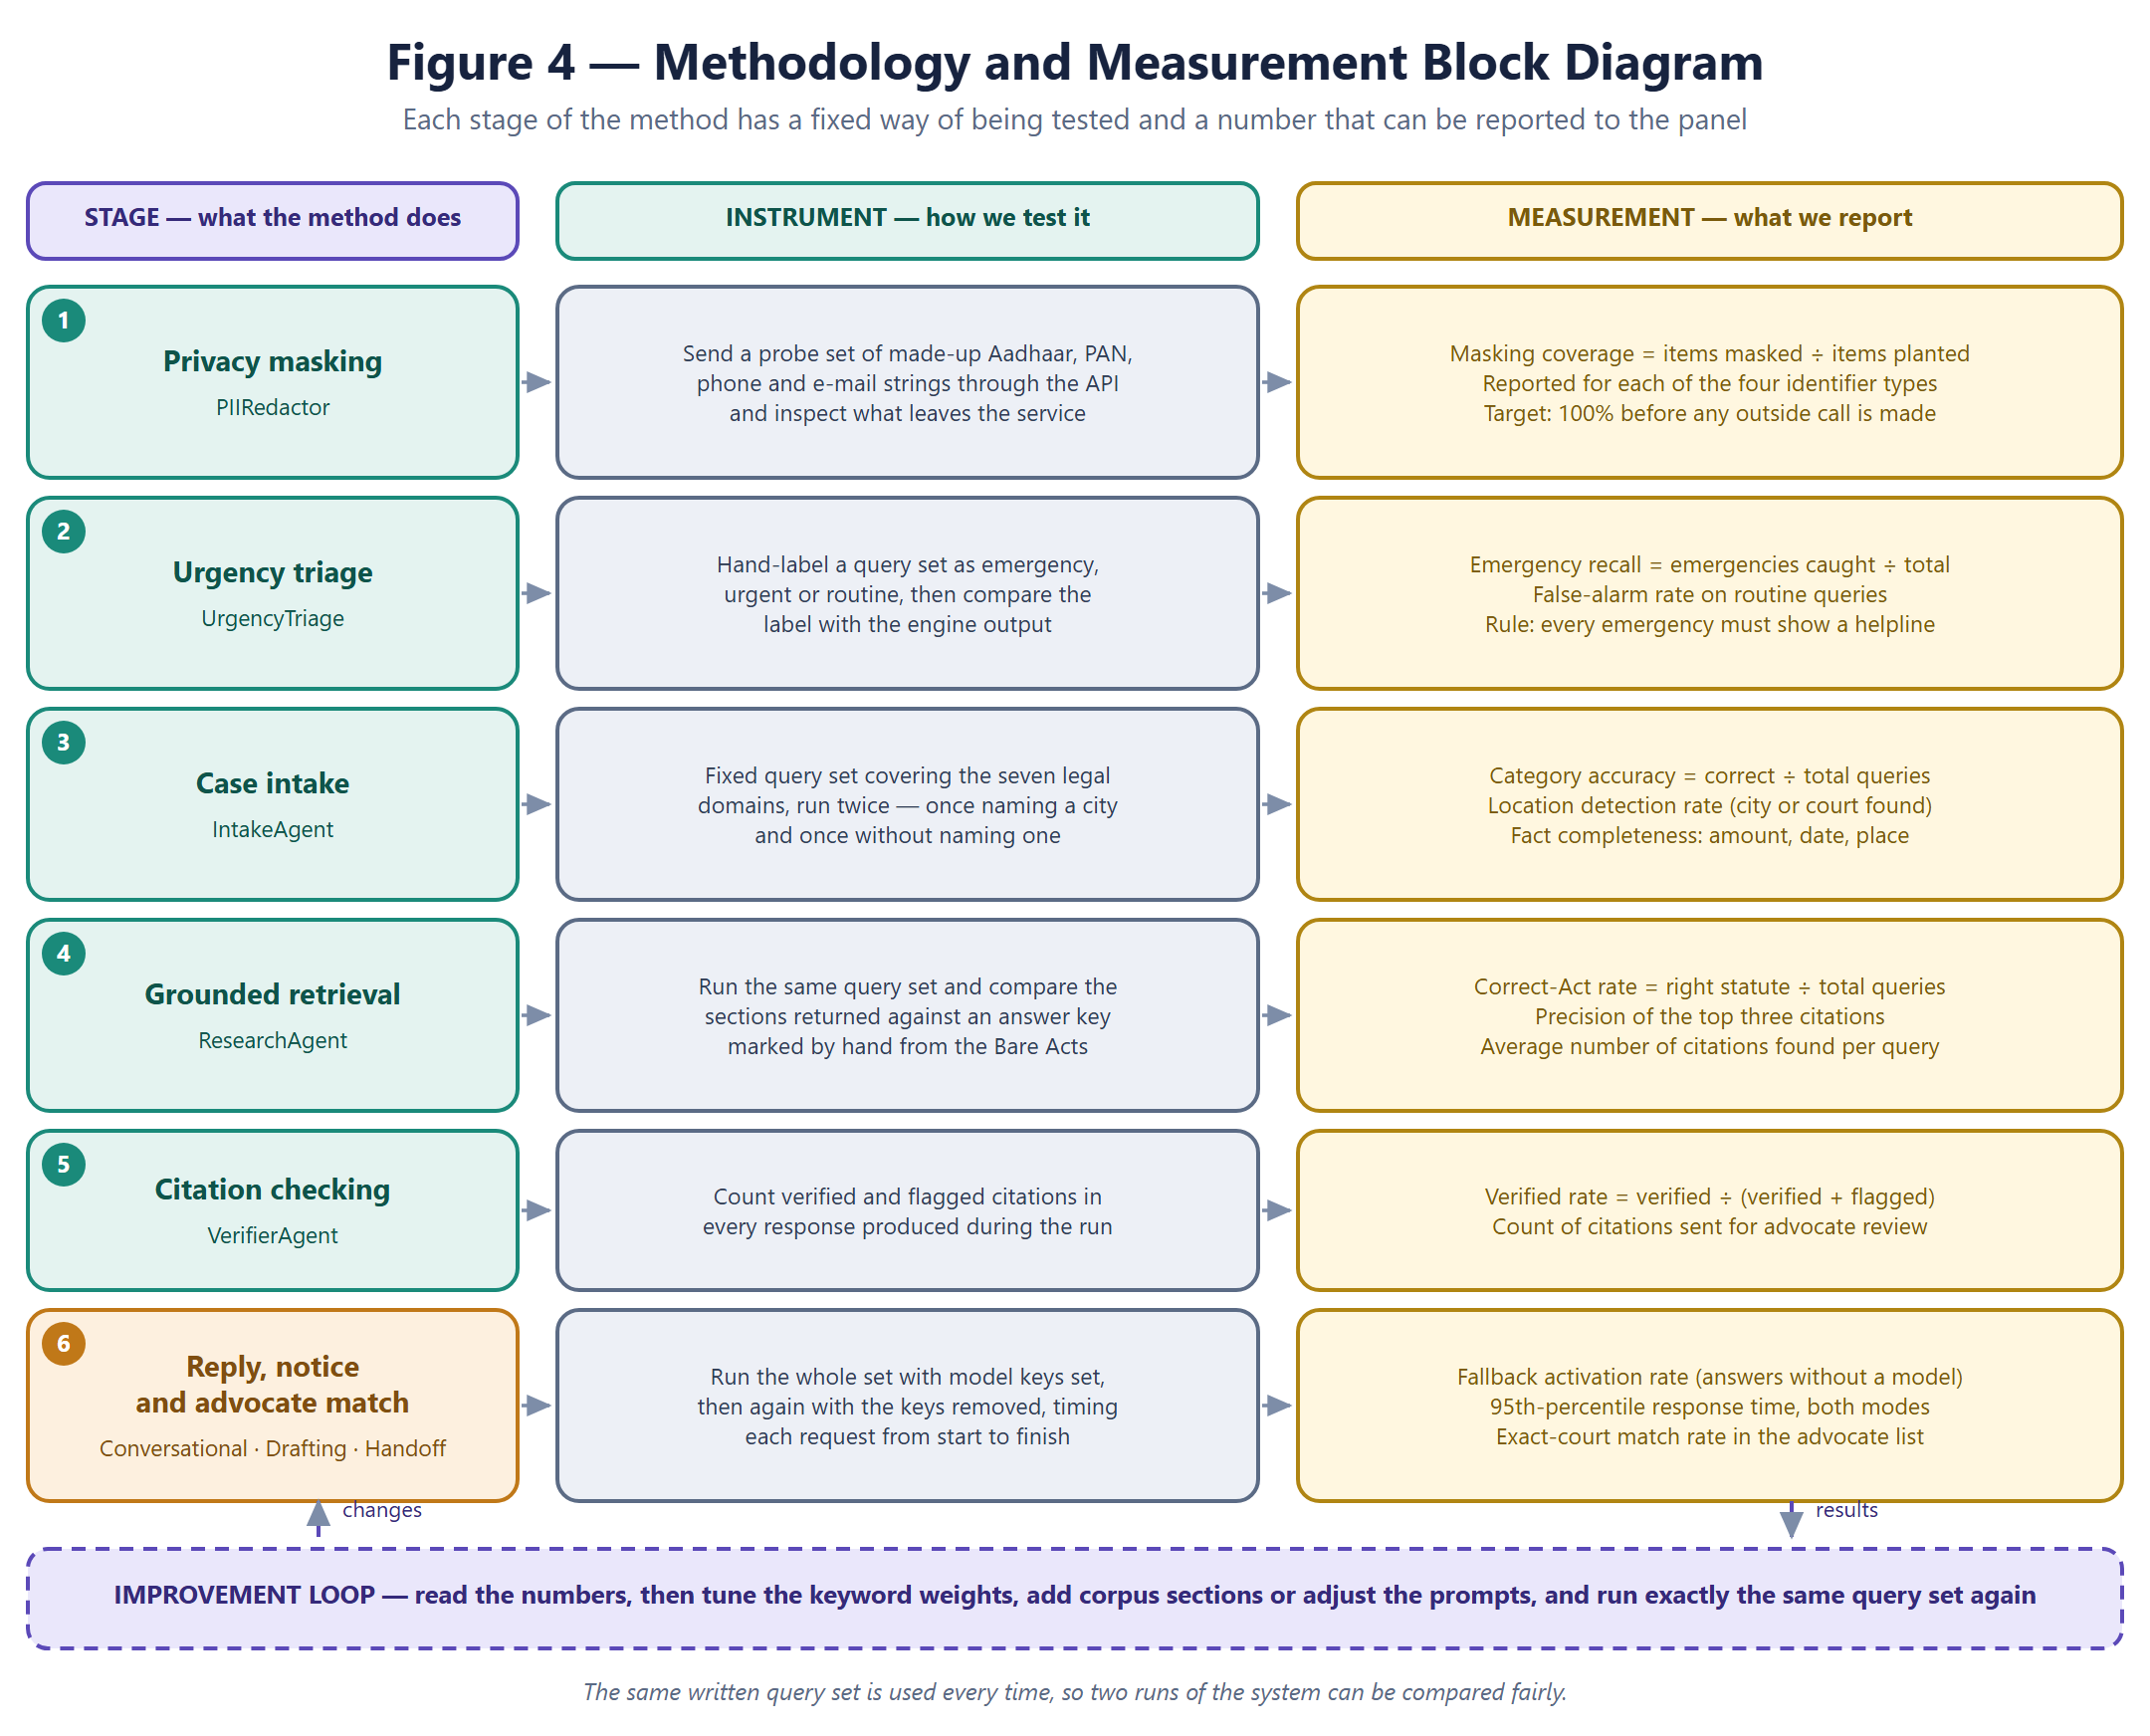 Figure 4 — Methodology and Measurement Block Diagram
Each stage of the method has a fixed way of being tested and a number that can be reported to the panel
STAGE — what the method does
INSTRUMENT — how we test it
MEASUREMENT — what we report
1
Privacy masking
PIIRedactor
Send a probe set of made-up Aadhaar, PAN,
phone and e-mail strings through the API
and inspect what leaves the service
Masking coverage = items masked ÷ items planted
Reported for each of the four identifier types
Target: 100% before any outside call is made
2
Urgency triage
UrgencyTriage
Hand-label a query set as emergency,
urgent or routine, then compare the
label with the engine output
Emergency recall = emergencies caught ÷ total
False-alarm rate on routine queries
Rule: every emergency must show a helpline
3
Case intake
IntakeAgent
Fixed query set covering the seven legal
domains, run twice — once naming a city
and once without naming one
Category accuracy = correct ÷ total queries
Location detection rate (city or court found)
Fact completeness: amount, date, place
4
Grounded retrieval
ResearchAgent
Run the same query set and compare the
sections returned against an answer key
marked by hand from the Bare Acts
Correct-Act rate = right statute ÷ total queries
Precision of the top three citations
Average number of citations found per query
5
Citation checking
VerifierAgent
Count verified and flagged citations in
every response produced during the run
Verified rate = verified ÷ (verified + flagged)
Count of citations sent for advocate review
6
Reply, notice
and advocate match
Conversational · Drafting · Handoff
Run the whole set with model keys set,
then again with the keys removed, timing
each request from start to finish
Fallback activation rate (answers without a model)
95th-percentile response time, both modes
Exact-court match rate in the advocate list
changes
results
IMPROVEMENT LOOP — read the numbers, then tune the keyword weights, add corpus sections or adjust the prompts, and run exactly the same query set again
The same written query set is used every time, so two runs of the system can be compared fairly.